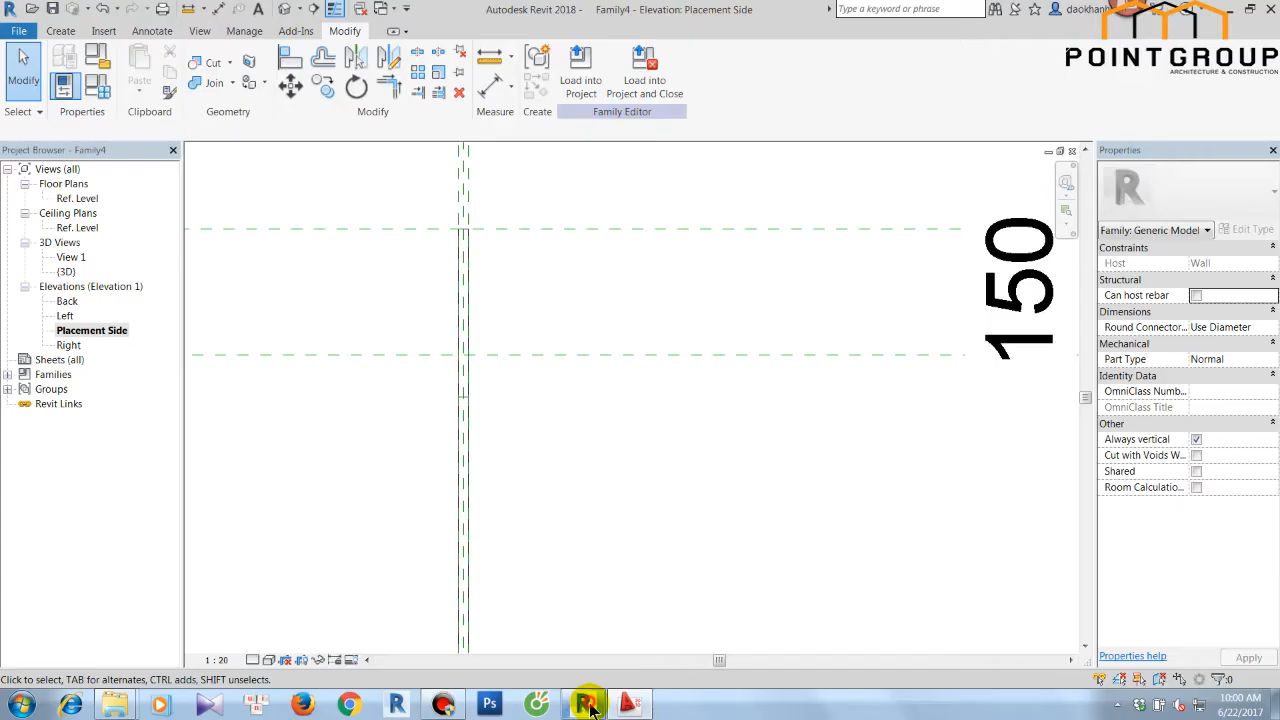 Autodesk Revit 2018 - Family4 - Elevation: Placement Side
Type a keyword or phrase
daokhanh
File Create Insert Annotate View Manage Add-Ins Modify
POINTGROUP
ARCHITECTURE & CONSTRUCTION
Modify
Paste
Cut
Join
Load into Project
Load into Project and Close
Select Properties Clipboard Geometry Modify Measure Create Family Editor
Project Browser - Family4
Views (all)
Floor Plans
Ref. Level
Ceiling Plans
Ref. Level
3D Views
View 1
{3D}
Elevations (Elevation 1)
Back
Left
Placement Side
Right
Sheets (all)
Families
Groups
Revit Links
150
Properties
R
Family: Generic Model
Edit Type
Constraints
Host Wall
Structural
Can host rebar
Dimensions
Round Connector... Use Diameter
Mechanical
Part Type Normal
Identity Data
OmniClass Numb...
OmniClass Title
Other
Always vertical
Cut with Voids W...
Shared
Room Calculatio...
Properties help
Apply
1 : 20
Click to select, TAB for alternates, CTRL adds, SHIFT unselects.
:0
Ps
10:00 AM
6/22/2017